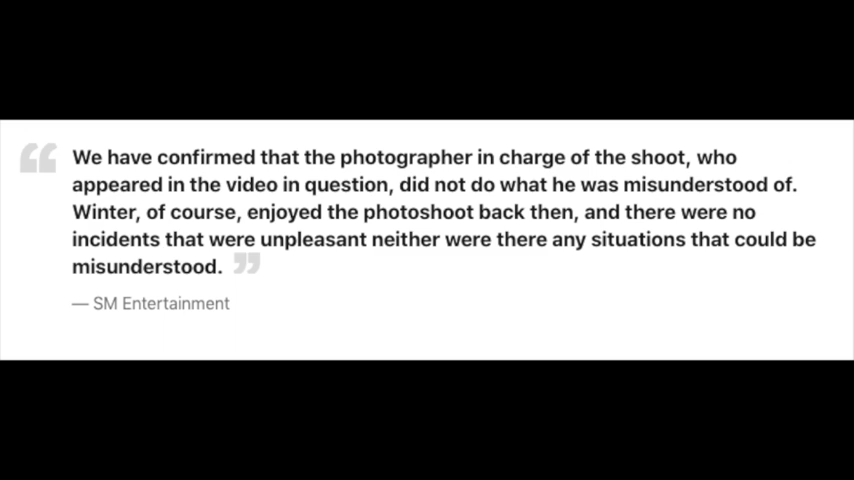 “
We have confirmed that the photographer in charge of the shoot, who
appeared in the video in question, did not do what he was misunderstood of.
Winter, of course, enjoyed the photoshoot back then, and there were no
incidents that were unpleasant neither were there any situations that could be
misunderstood. ”
— SM Entertainment